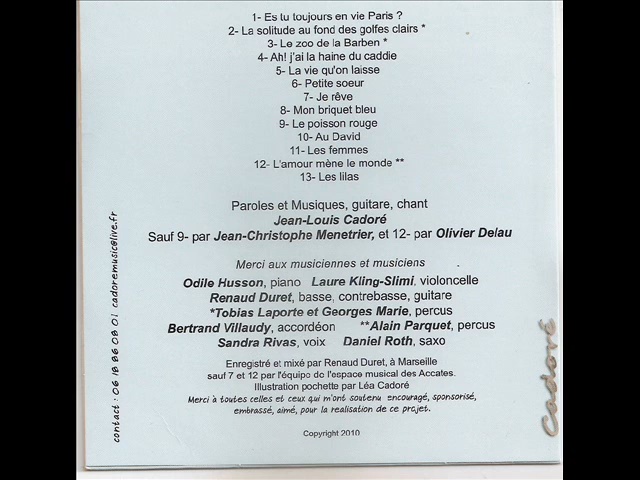 1- Es tu toujours en vie Paris ?
2- La solitude au fond des golfes clairs *
3- Le zoo de la Barben *
4- Ah! j'ai la haine du caddie
5- La vie qu'on laisse
6- Petite soeur
7- Je rêve
8- Mon briquet bleu
9- Le poisson rouge
10- Au David
11- Les femmes
12- L'amour mène le monde **
13- Les lilas
Paroles et Musiques, guitare, chant
Jean-Louis Cadoré
Sauf 9- par Jean-Christophe Menetrier, et 12- par Olivier Delau
Merci aux musiciennes et musiciens
Odile Husson, piano Laure Kling-Slimi, violoncelle
Renaud Duret, basse, contrebasse, guitare
*Tobias Laporte et Georges Marie, percus
Bertrand Villaudy, accordéon **Alain Parquet, percus
Sandra Rivas, voix Daniel Roth, saxo
Enregistré et mixé par Renaud Duret, à Marseille
sauf 7 et 12 par l'équipe de l'espace musical des Accates.
Illustration pochette par Léa Cadoré
Merci à toutes celles et ceux qui m'ont soutenu encouragé, sponsorisé,
embrassé, aimé, pour la realisation de ce projet.
Copyright 2010
contact : 06 18 86 08 01 cadoremusic@live.fr
Cadoré